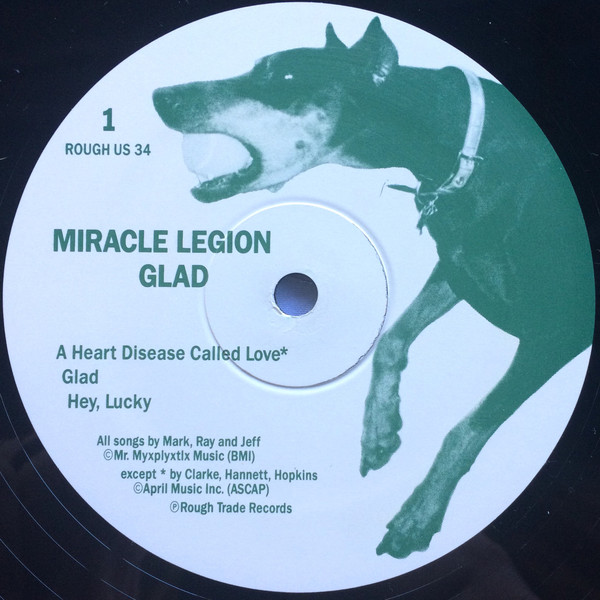 1
ROUGH US 34
MIRACLE LEGION
GLAD
A Heart Disease Called Love*
Glad
Hey, Lucky
All songs by Mark, Ray and Jeff
©Mr. Myxplyxtlx Music (BMI)
except * by Clarke, Hannett, Hopkins
©April Music Inc. (ASCAP)
℗Rough Trade Records